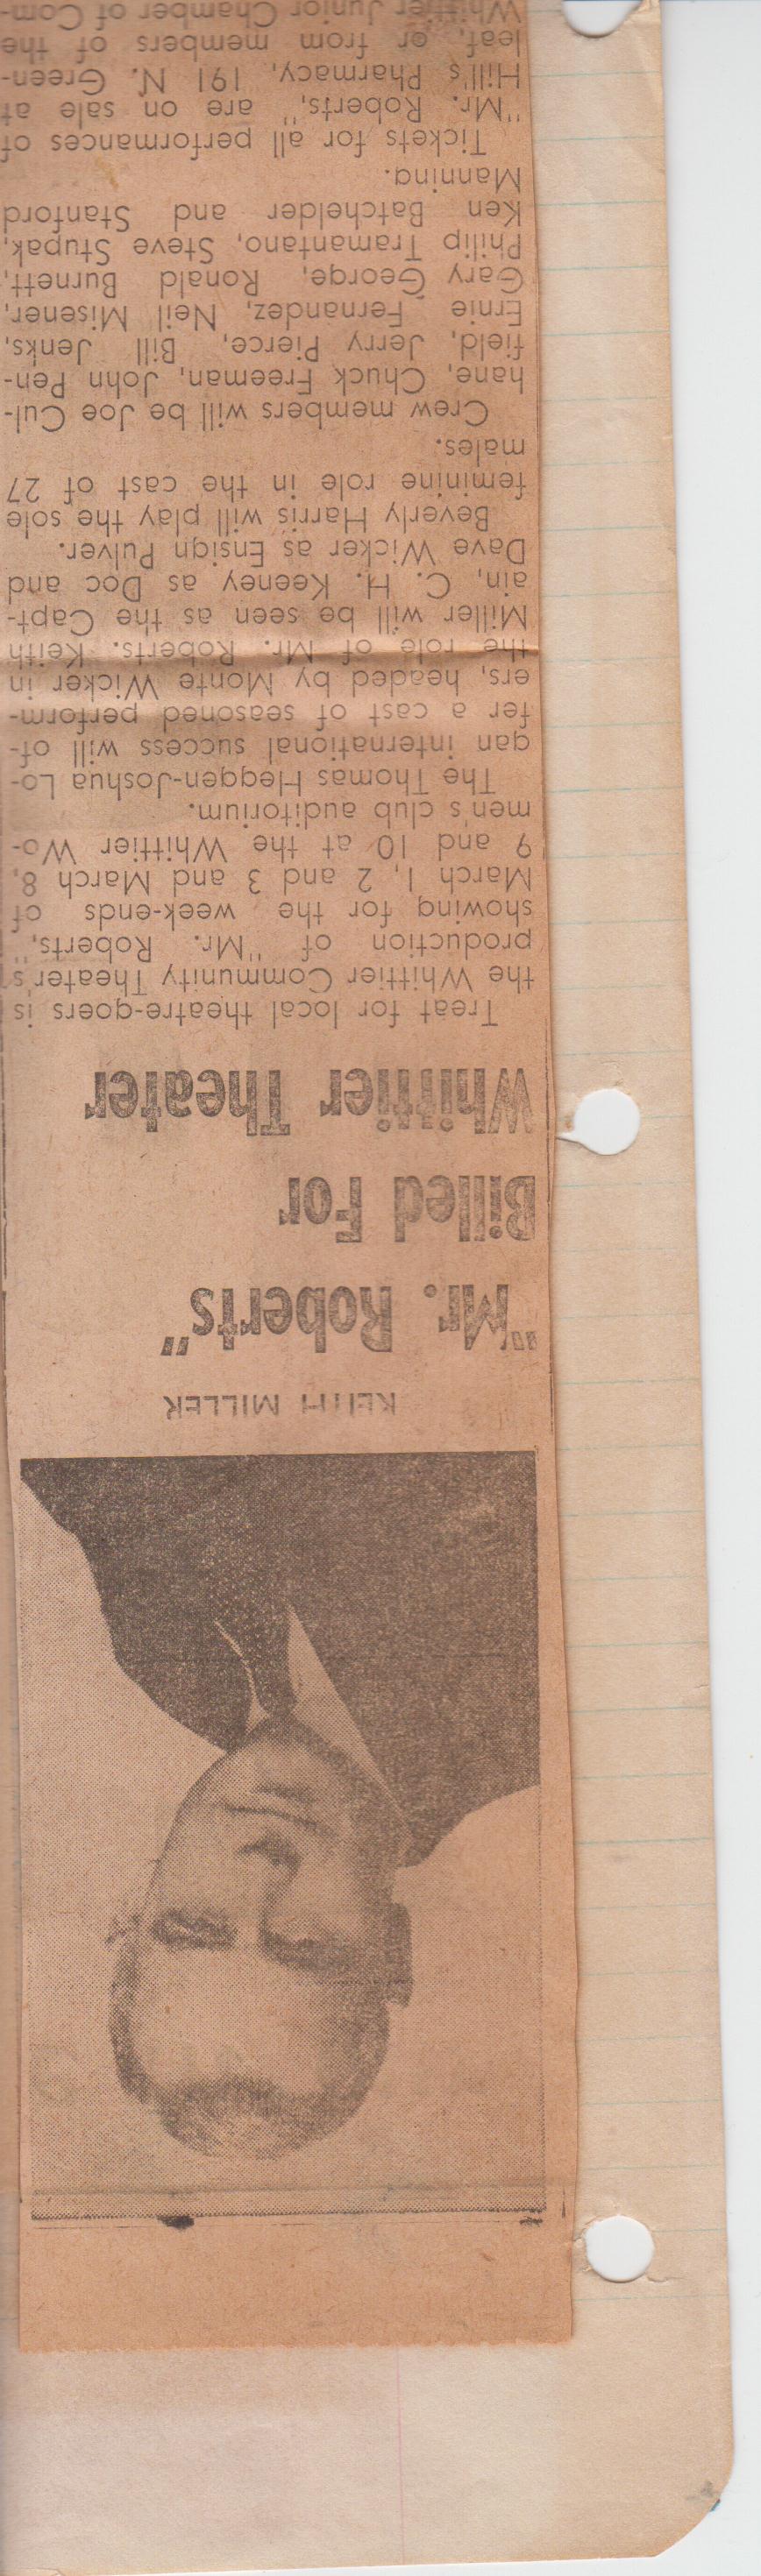 KEITH MILLER
"Mr. Roberts"
Billed For
Whittier Theater
Treat for local theatre-goers is
the Whittier Community Theater's
production of "Mr. Roberts,"
showing for the week-ends of
March 1, 2 and 3 and March 8,
9 and 10 at the Whittier Wo-
men's club auditorium.
The Thomas Heggen-Joshua Lo-
gan international success will of-
fer a cast of seasoned perform-
ers, headed by Monte Wicker in
the role of Mr. Roberts. Keith
Miller will be seen as the Capt-
ain, C. H. Keeney as Doc and
Dave Wicker as Ensign Pulver.
Beverly Harris will play the sole
feminine role in the cast of 27
males.
Crew members will be Joe Cul-
hane, Chuck Freeman, John Pen-
field, Jerry Pierce, Bill Jenks,
Ernie Fernandez, Neil Misener,
Gary George, Ronald Burnett,
Philip Tramantano, Steve Stupak,
Ken Batchelder and Stanford
Manning.
Tickets for all performances of
"Mr. Roberts," are on sale at
Hill's Pharmacy, 191 N. Green-
leaf, or from members of the
Whittier Junior Chamber of Com-